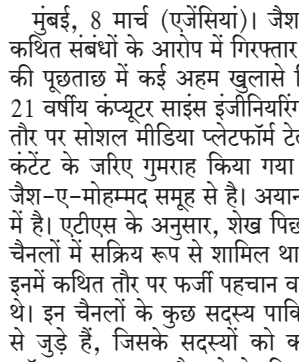 मुंबई, 8 मार्च (एजेंसियां)। जैश
कथित संबंधों के आरोप में गिरफ्तार
की पूछताछ में कई अहम खुलासे
21 वर्षीय कंप्यूटर साइंस इंजीनियरिंग
तौर पर सोशल मीडिया प्लेटफॉर्म
कंटेंट के जरिए गुमराह किया गया
जैश-ए-मोहम्मद समूह से है। अयान
में है। एटीएस के अनुसार, शेख
चैनलों में सक्रिय रूप से शामिल था
इनमें कथित तौर पर फर्जी पहचान
थे। इन चैनलों के कुछ सदस्य
से जुड़े हैं, जिसके सदस्यों को